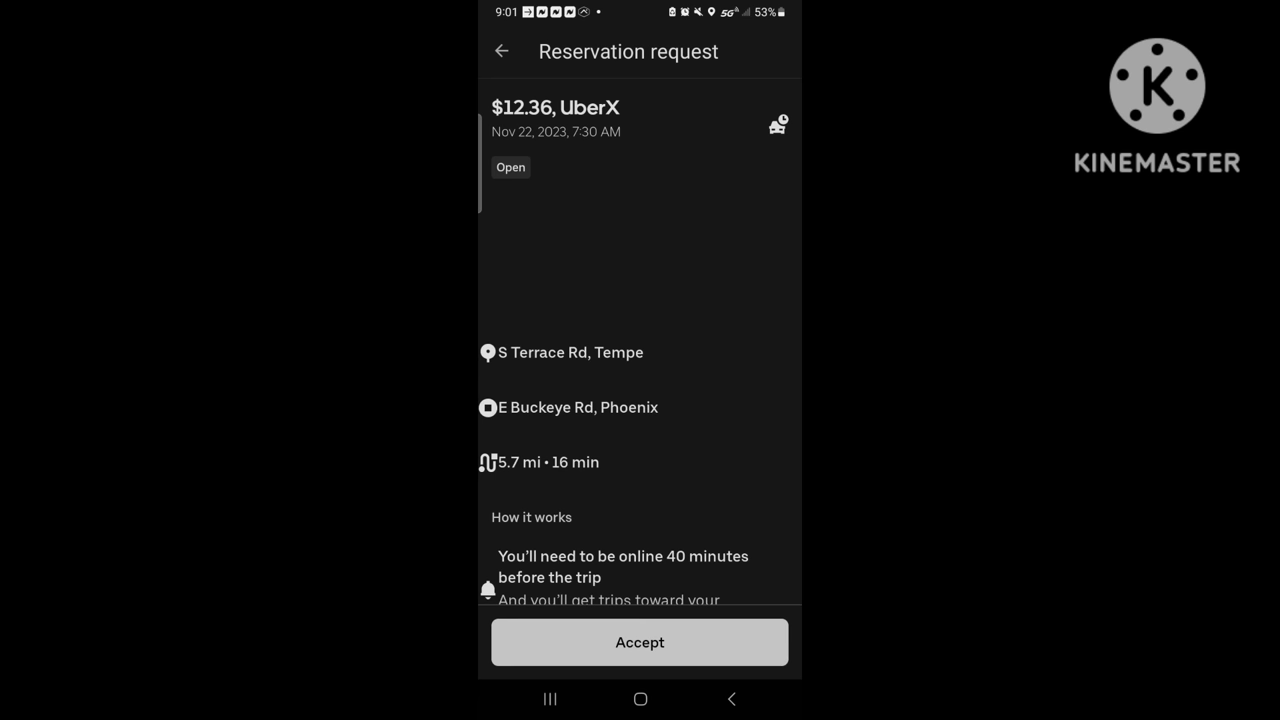 9:01
5G 53%
Reservation request
$12.36, UberX
Nov 22, 2023, 7:30 AM
Open
S Terrace Rd, Tempe
E Buckeye Rd, Phoenix
5.7 mi • 16 min
How it works
You'll need to be online 40 minutes
before the trip
And you'll get trips toward your
Accept
K
KINEMASTER